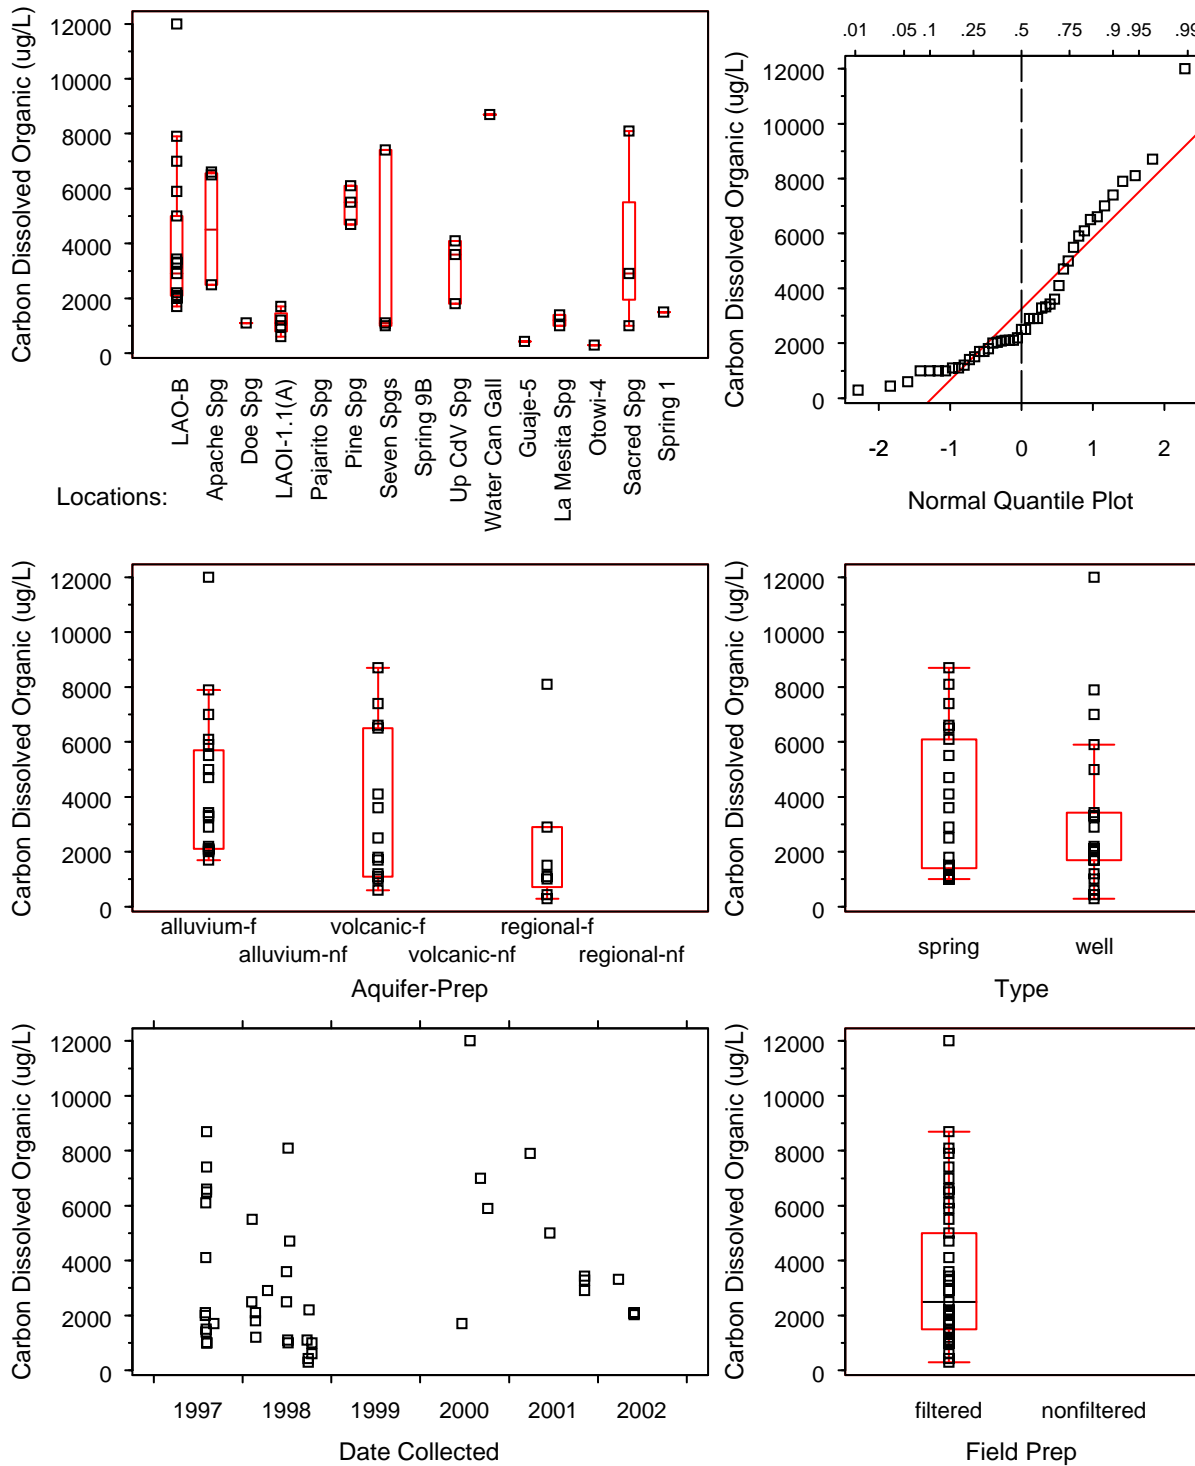 Carbon Dissolved Organic (ug/L)
12000
10000
8000
6000
4000
2000
0
LAO-B
Apache Spg
Doe Spg
LAOI-1.1(A)
Pajarito Spg
Pine Spg
Seven Spgs
Spring 9B
Up CdV Spg
Water Can Gall
Guaje-5
La Mesita Spg
Otowi-4
Sacred Spg
Spring 1
Locations:
.01 .05 .1 .25 .5 .75 .9 .95 .99
Carbon Dissolved Organic (ug/L)
12000
10000
8000
6000
4000
2000
0
-2 -1 0 1 2
Normal Quantile Plot
Carbon Dissolved Organic (ug/L)
12000
10000
8000
6000
4000
2000
0
alluvium-f volcanic-f regional-f
alluvium-nf volcanic-nf regional-nf
Aquifer-Prep
Carbon Dissolved Organic (ug/L)
12000
10000
8000
6000
4000
2000
0
spring well
Type
Carbon Dissolved Organic (ug/L)
12000
10000
8000
6000
4000
2000
0
1997 1998 1999 2000 2001 2002
Date Collected
Carbon Dissolved Organic (ug/L)
12000
10000
8000
6000
4000
2000
0
filtered nonfiltered
Field Prep